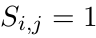 $S_{i,j} = 1$